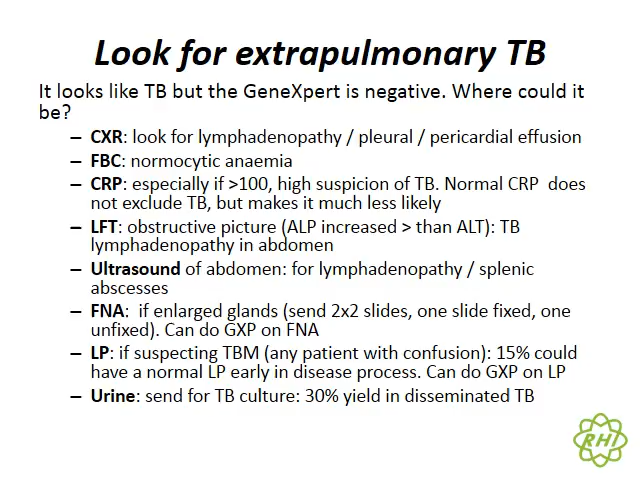 Look for extrapulmonary TB
It looks like TB but the GeneXpert is negative. Where could it
be?
– CXR: look for lymphadenopathy / pleural / pericardial effusion
– FBC: normocytic anaemia
– CRP: especially if >100, high suspicion of TB. Normal CRP does
not exclude TB, but makes it much less likely
– LFT: obstructive picture (ALP increased > than ALT): TB
lymphadenopathy in abdomen
– Ultrasound of abdomen: for lymphadenopathy / splenic
abscesses
– FNA: if enlarged glands (send 2x2 slides, one slide fixed, one
unfixed). Can do GXP on FNA
– LP: if suspecting TBM (any patient with confusion): 15% could
have a normal LP early in disease process. Can do GXP on LP
– Urine: send for TB culture: 30% yield in disseminated TB
RHI